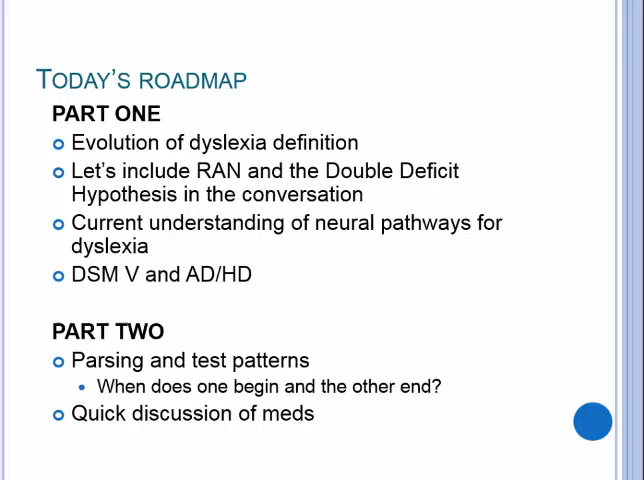 TODAY'S ROADMAP
PART ONE
Evolution of dyslexia definition
Let's include RAN and the Double Deficit
Hypothesis in the conversation
Current understanding of neural pathways for
dyslexia
DSM V and AD/HD
PART TWO
Parsing and test patterns
When does one begin and the other end?
Quick discussion of meds